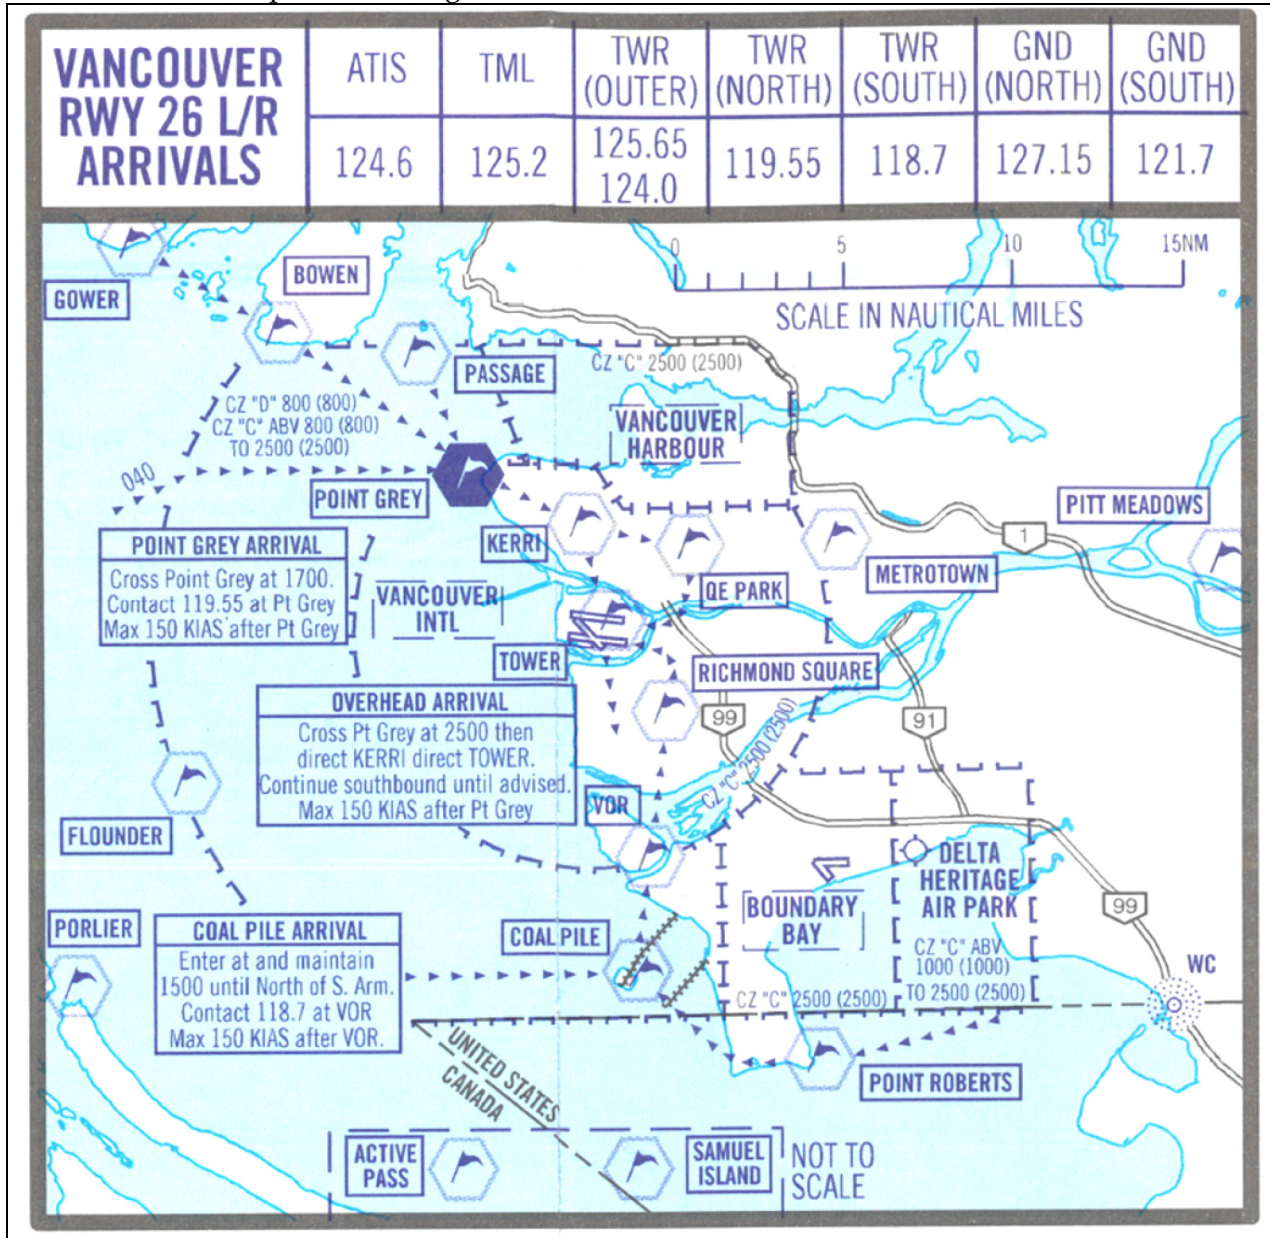 VANCOUVER
RWY 26 L/R
ARRIVALS
ATIS
TML
TWR
(OUTER)
TWR
(NORTH)
TWR
(SOUTH)
GND
(NORTH)
GND
(SOUTH)
124.6
125.2
125.65
124.0
119.55
118.7
127.15
121.7
0
5
10
15NM
SCALE IN NAUTICAL MILES
GOWER
BOWEN
PASSAGE
CZ "C" 2500 (2500)
CZ "D" 800 (800)
CZ "C" ABV 800 (800)
TO 2500 (2500)
VANCOUVER
HARBOUR
040
POINT GREY
PITT MEADOWS
KERRI
1
METROTOWN
POINT GREY ARRIVAL
Cross Point Grey at 1700.
Contact 119.55 at Pt Grey
Max 150 KIAS after Pt Grey
VANCOUVER
INTL
QE PARK
TOWER
RICHMOND SQUARE
OVERHEAD ARRIVAL
Cross Pt Grey at 2500 then
direct KERRI direct TOWER.
Continue southbound until advised.
Max 150 KIAS after Pt Grey
99
91
CZ "C" 2500 (2500)
VOR
FLOUNDER
DELTA
HERITAGE
AIR PARK
BOUNDARY
BAY
99
PORLIER
COAL PILE ARRIVAL
Enter at and maintain
1500 until North of S. Arm.
Contact 118.7 at VOR
Max 150 KIAS after VOR.
COAL PILE
CZ "C" ABV
1000 (1000)
TO 2500 (2500)
CZ "C" 2500 (2500)
WC
UNITED STATES
CANADA
POINT ROBERTS
ACTIVE
PASS
SAMUEL
ISLAND
NOT TO
SCALE